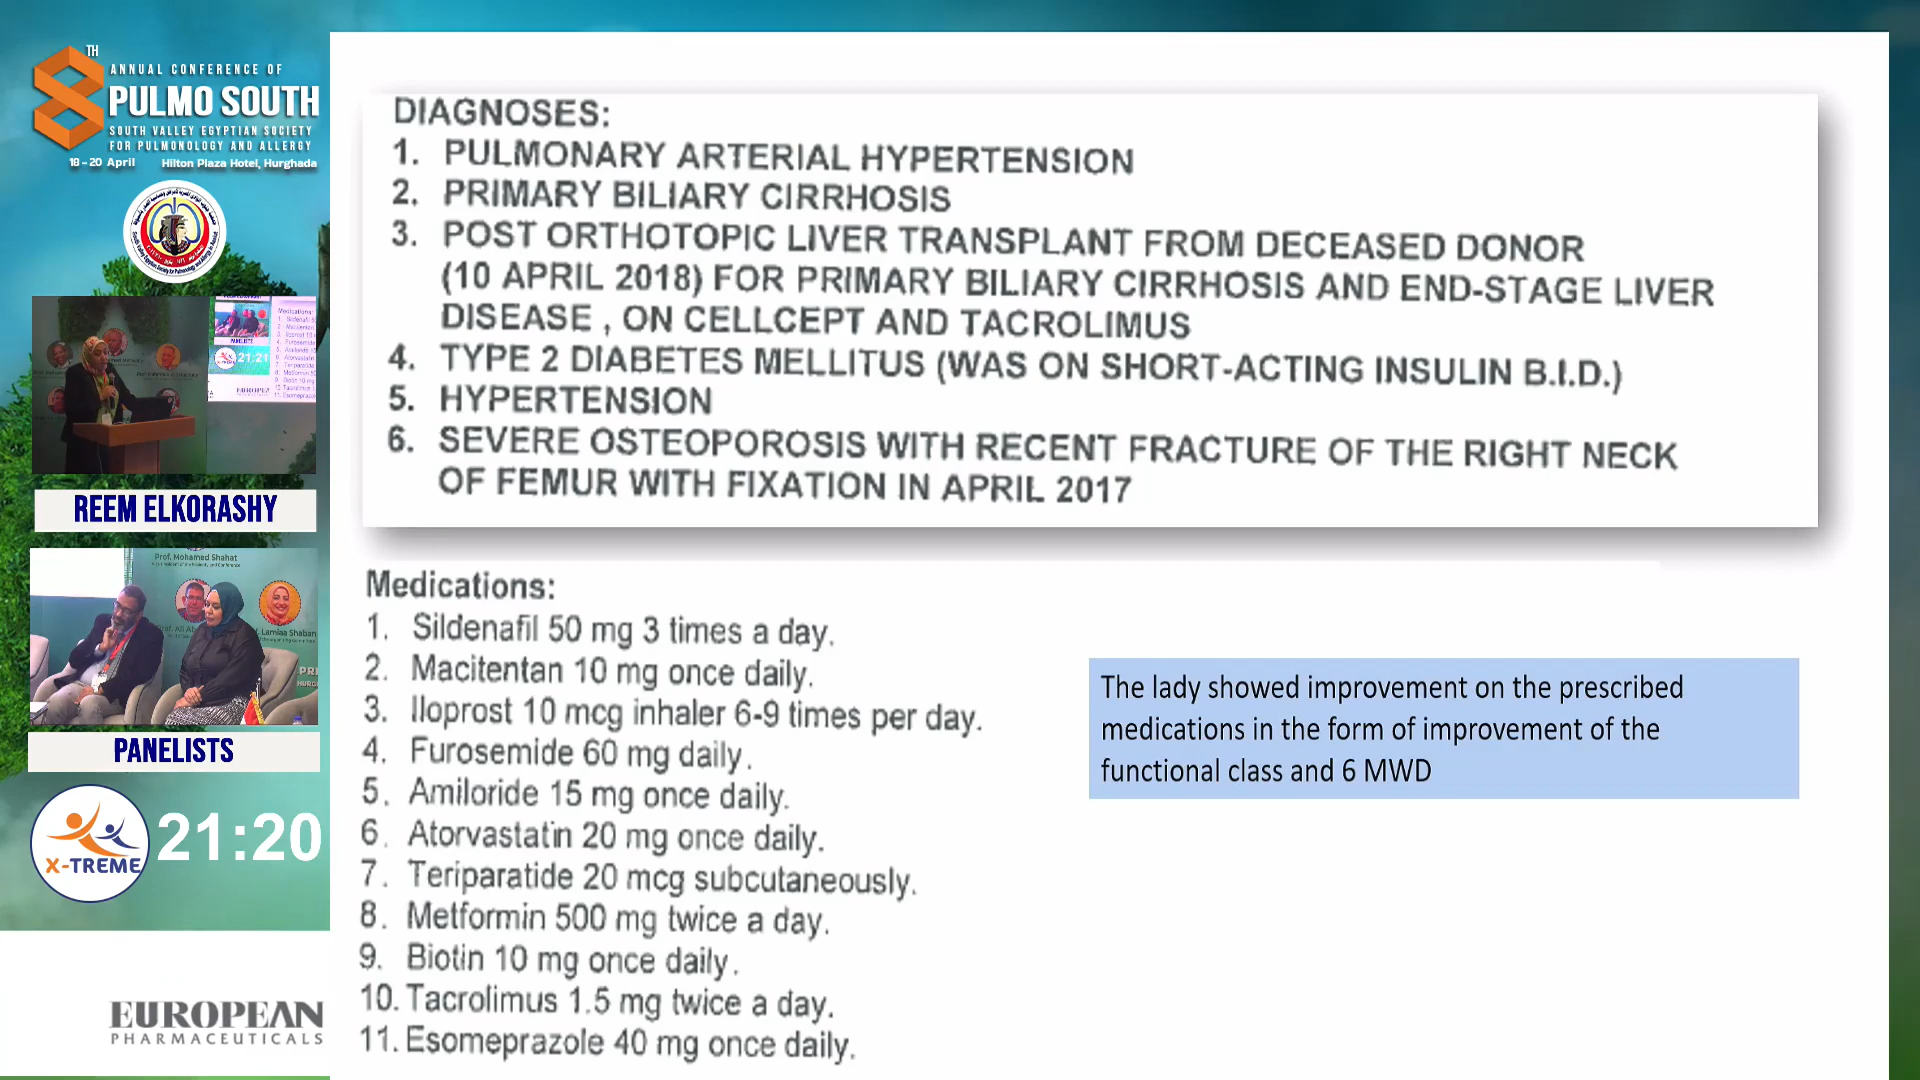 TH
ANNUAL CONFERENCE OF
PULMO SOUTH
SOUTH VALLEY EGYPTIAN SOCIETY
FOR PULMONOLOGY AND ALLERGY
18-20 April Hilton Plaza Hotel, Hurghada
REEM ELKORASHY
Prof. Mohamed Shahat
Lamiaa Shaban
PANELISTS
X-TREME
21:20
EUROPEAN
PHARMACEUTICALS
DIAGNOSES:
1. PULMONARY ARTERIAL HYPERTENSION
2. PRIMARY BILIARY CIRRHOSIS
3. POST ORTHOTOPIC LIVER TRANSPLANT FROM DECEASED DONOR
(10 APRIL 2018) FOR PRIMARY BILIARY CIRRHOSIS AND END-STAGE LIVER
DISEASE , ON CELLCEPT AND TACROLIMUS
4. TYPE 2 DIABETES MELLITUS (WAS ON SHORT-ACTING INSULIN B.I.D.)
5. HYPERTENSION
6. SEVERE OSTEOPOROSIS WITH RECENT FRACTURE OF THE RIGHT NECK
OF FEMUR WITH FIXATION IN APRIL 2017
Medications:
1. Sildenafil 50 mg 3 times a day.
2. Macitentan 10 mg once daily.
3. Iloprost 10 mcg inhaler 6-9 times per day.
4. Furosemide 60 mg daily.
5. Amiloride 15 mg once daily.
6. Atorvastatin 20 mg once daily.
7. Teriparatide 20 mcg subcutaneously.
8. Metformin 500 mg twice a day.
9. Biotin 10 mg once daily.
10. Tacrolimus 1.5 mg twice a day.
11. Esomeprazole 40 mg once daily.
The lady showed improvement on the prescribed
medications in the form of improvement of the
functional class and 6 MWD